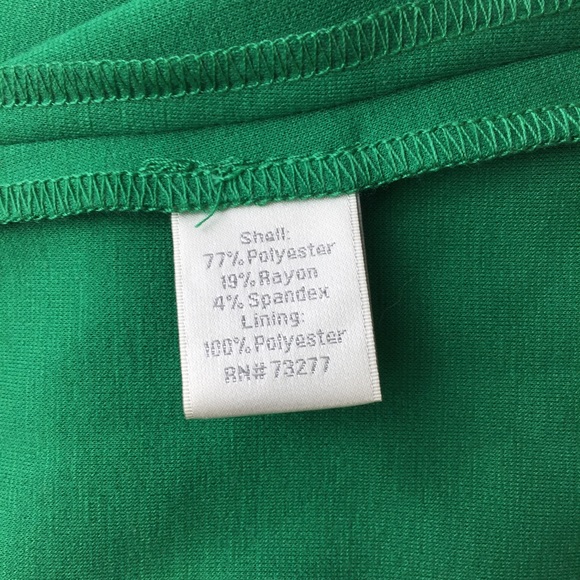 Shell:
77% Polyester
19% Rayon
4% Spandex
Lining:
100% Polyester
RN# 73277